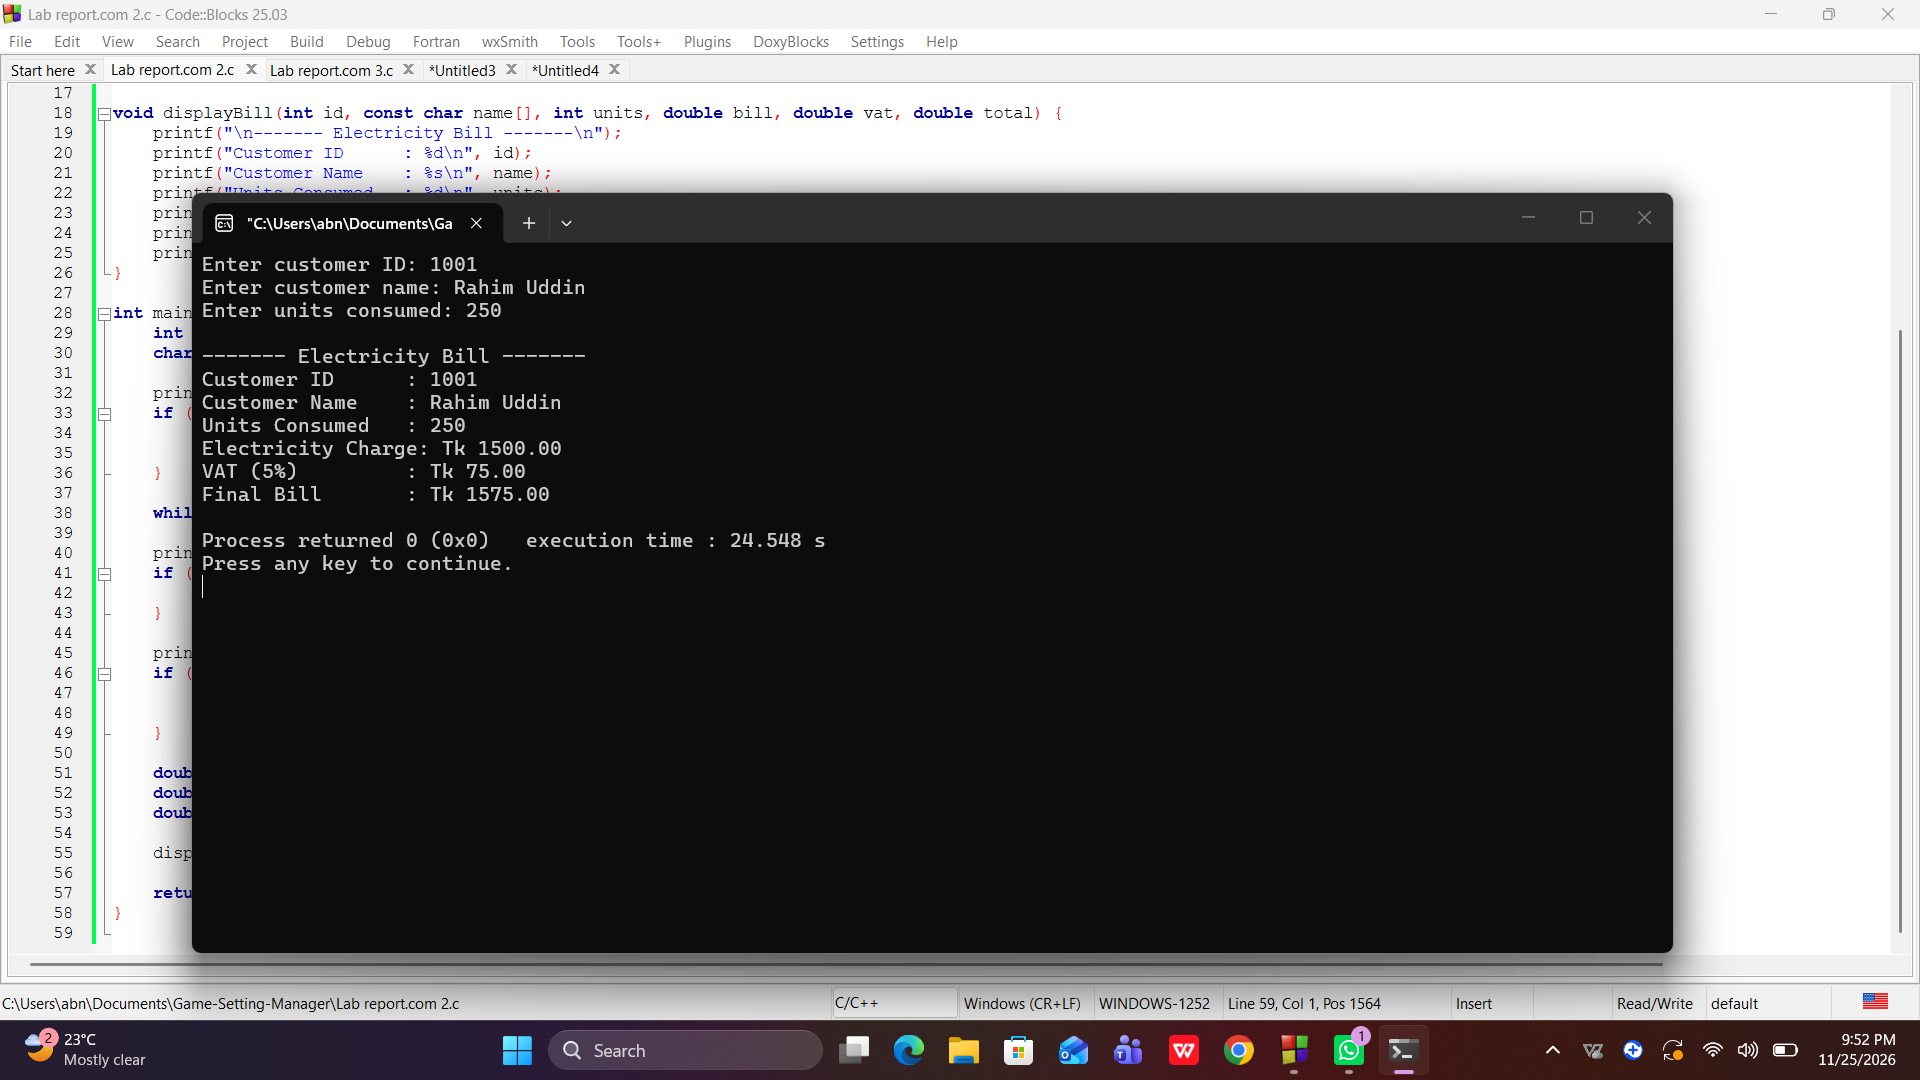 Lab report.com 2.c - Code::Blocks 25.03
File Edit View Search Project Build Debug Fortran wxSmith Tools Tools+ Plugins DoxyBlocks Settings Help
Start here Lab report.com 2.c Lab report.com 3.c *Untitled3 *Untitled4
17
18 void displayBill(int id, const char name[], int units, double bill, double vat, double total) {
19 printf("\n------- Electricity Bill -------\n");
20 printf("Customer ID      : %d\n", id);
21 printf("Customer Name    : %s\n", name);
22 printf("Units Consumed   : %d\n", units);
23 prin
24 prin
25 prin
26 }
27
28 int main
29 int
30 char
31
32 prin
33 if (
34
35
36 }
37
38 whil
39
40 prin
41 if (
42
43 }
44
45 prin
46 if (
47
48
49 }
50
51 doub
52 doub
53 doub
54
55 disp
56
57 retu
58 }
59
"C:\Users\abn\Documents\Ga
Enter customer ID: 1001
Enter customer name: Rahim Uddin
Enter units consumed: 250
------- Electricity Bill -------
Customer ID      : 1001
Customer Name    : Rahim Uddin
Units Consumed   : 250
Electricity Charge: Tk 1500.00
VAT (5%)         : Tk 75.00
Final Bill       : Tk 1575.00
Process returned 0 (0x0)   execution time : 24.548 s
Press any key to continue.
C:\Users\abn\Documents\Game-Setting-Manager\Lab report.com 2.c C/C++ Windows (CR+LF) WINDOWS-1252 Line 59, Col 1, Pos 1564 Insert Read/Write default
2 23°C
Mostly clear
Search
1
9:52 PM
11/25/2026